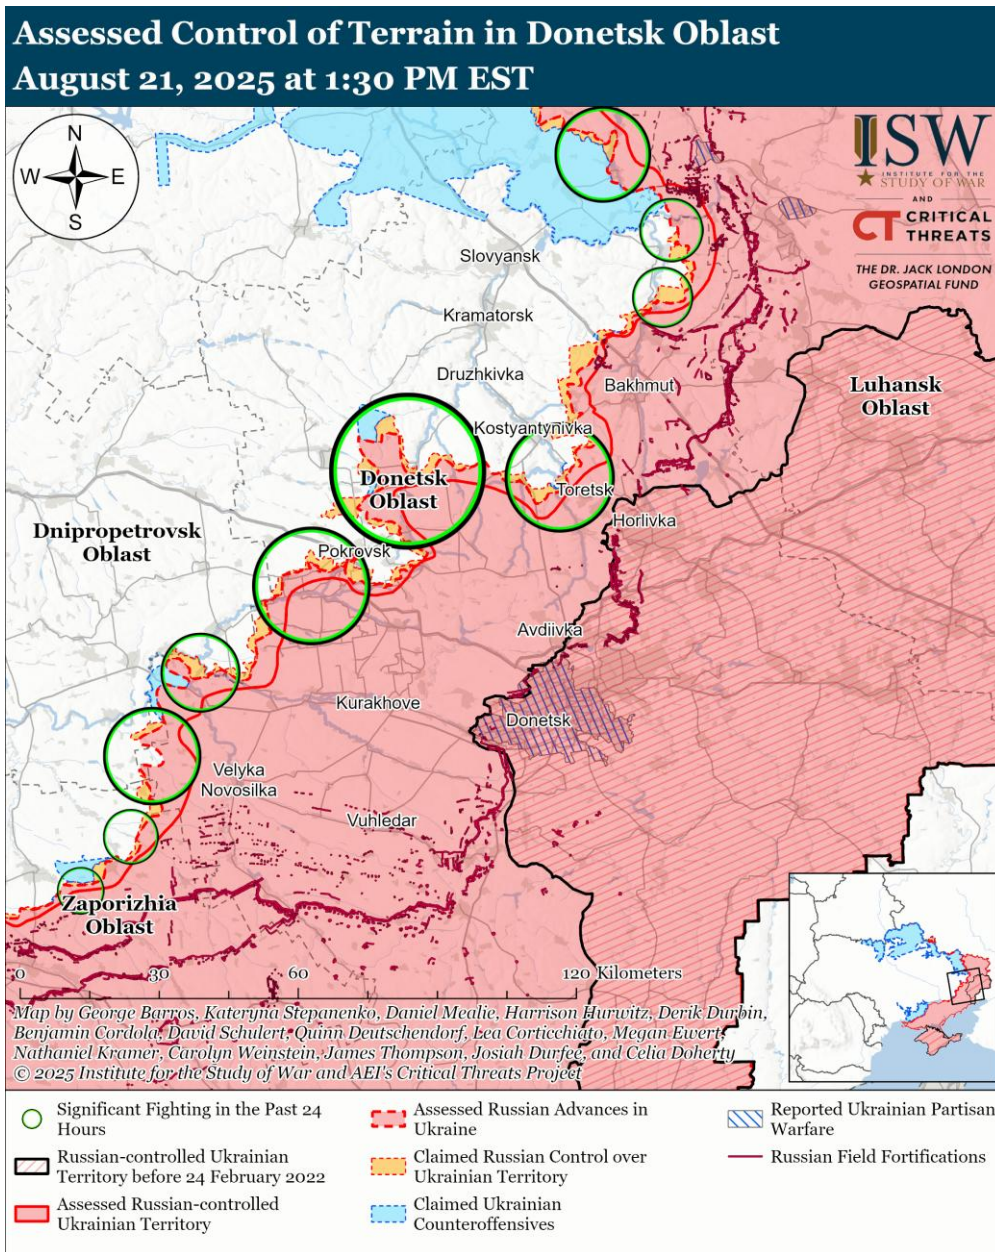 Assessed Control of Terrain in Donetsk Oblast
August 21, 2025 at 1:30 PM EST
N
W
E
S
ISW
INSTITUTE FOR THE
STUDY OF WAR
AND
CT CRITICAL
THREATS
THE DR. JACK LONDON
GEOSPATIAL FUND
Slovyansk
Kramatorsk
Druzhkivka
Bakhmut
Luhansk
Oblast
Kostyantynivka
Donetsk
Oblast
Toretsk
Horlivka
Dnipropetrovsk
Oblast
Pokrovsk
Avdiivka
Kurakhove
Donetsk
Velyka
Novosilka
Vuhledar
Zaporizhia
Oblast
0 30 60 120 Kilometers
Map by George Barros, Kateryna Stepanenko, Daniel Mealie, Harrison Hurwitz, Derik Durbin,
Benjamin Cordola, David Schulert, Quinn Deutschendorf, Lea Corticchiato, Megan Ewert,
Nathaniel Kramer, Carolyn Weinstein, James Thompson, Josiah Durfee, and Celia Doherty
© 2025 Institute for the Study of War and AEI's Critical Threats Project
Significant Fighting in the Past 24
Hours
Russian-controlled Ukrainian
Territory before 24 February 2022
Assessed Russian-controlled
Ukrainian Territory
Assessed Russian Advances in
Ukraine
Claimed Russian Control over
Ukrainian Territory
Claimed Ukrainian
Counteroffensives
Reported Ukrainian Partisan
Warfare
Russian Field Fortifications